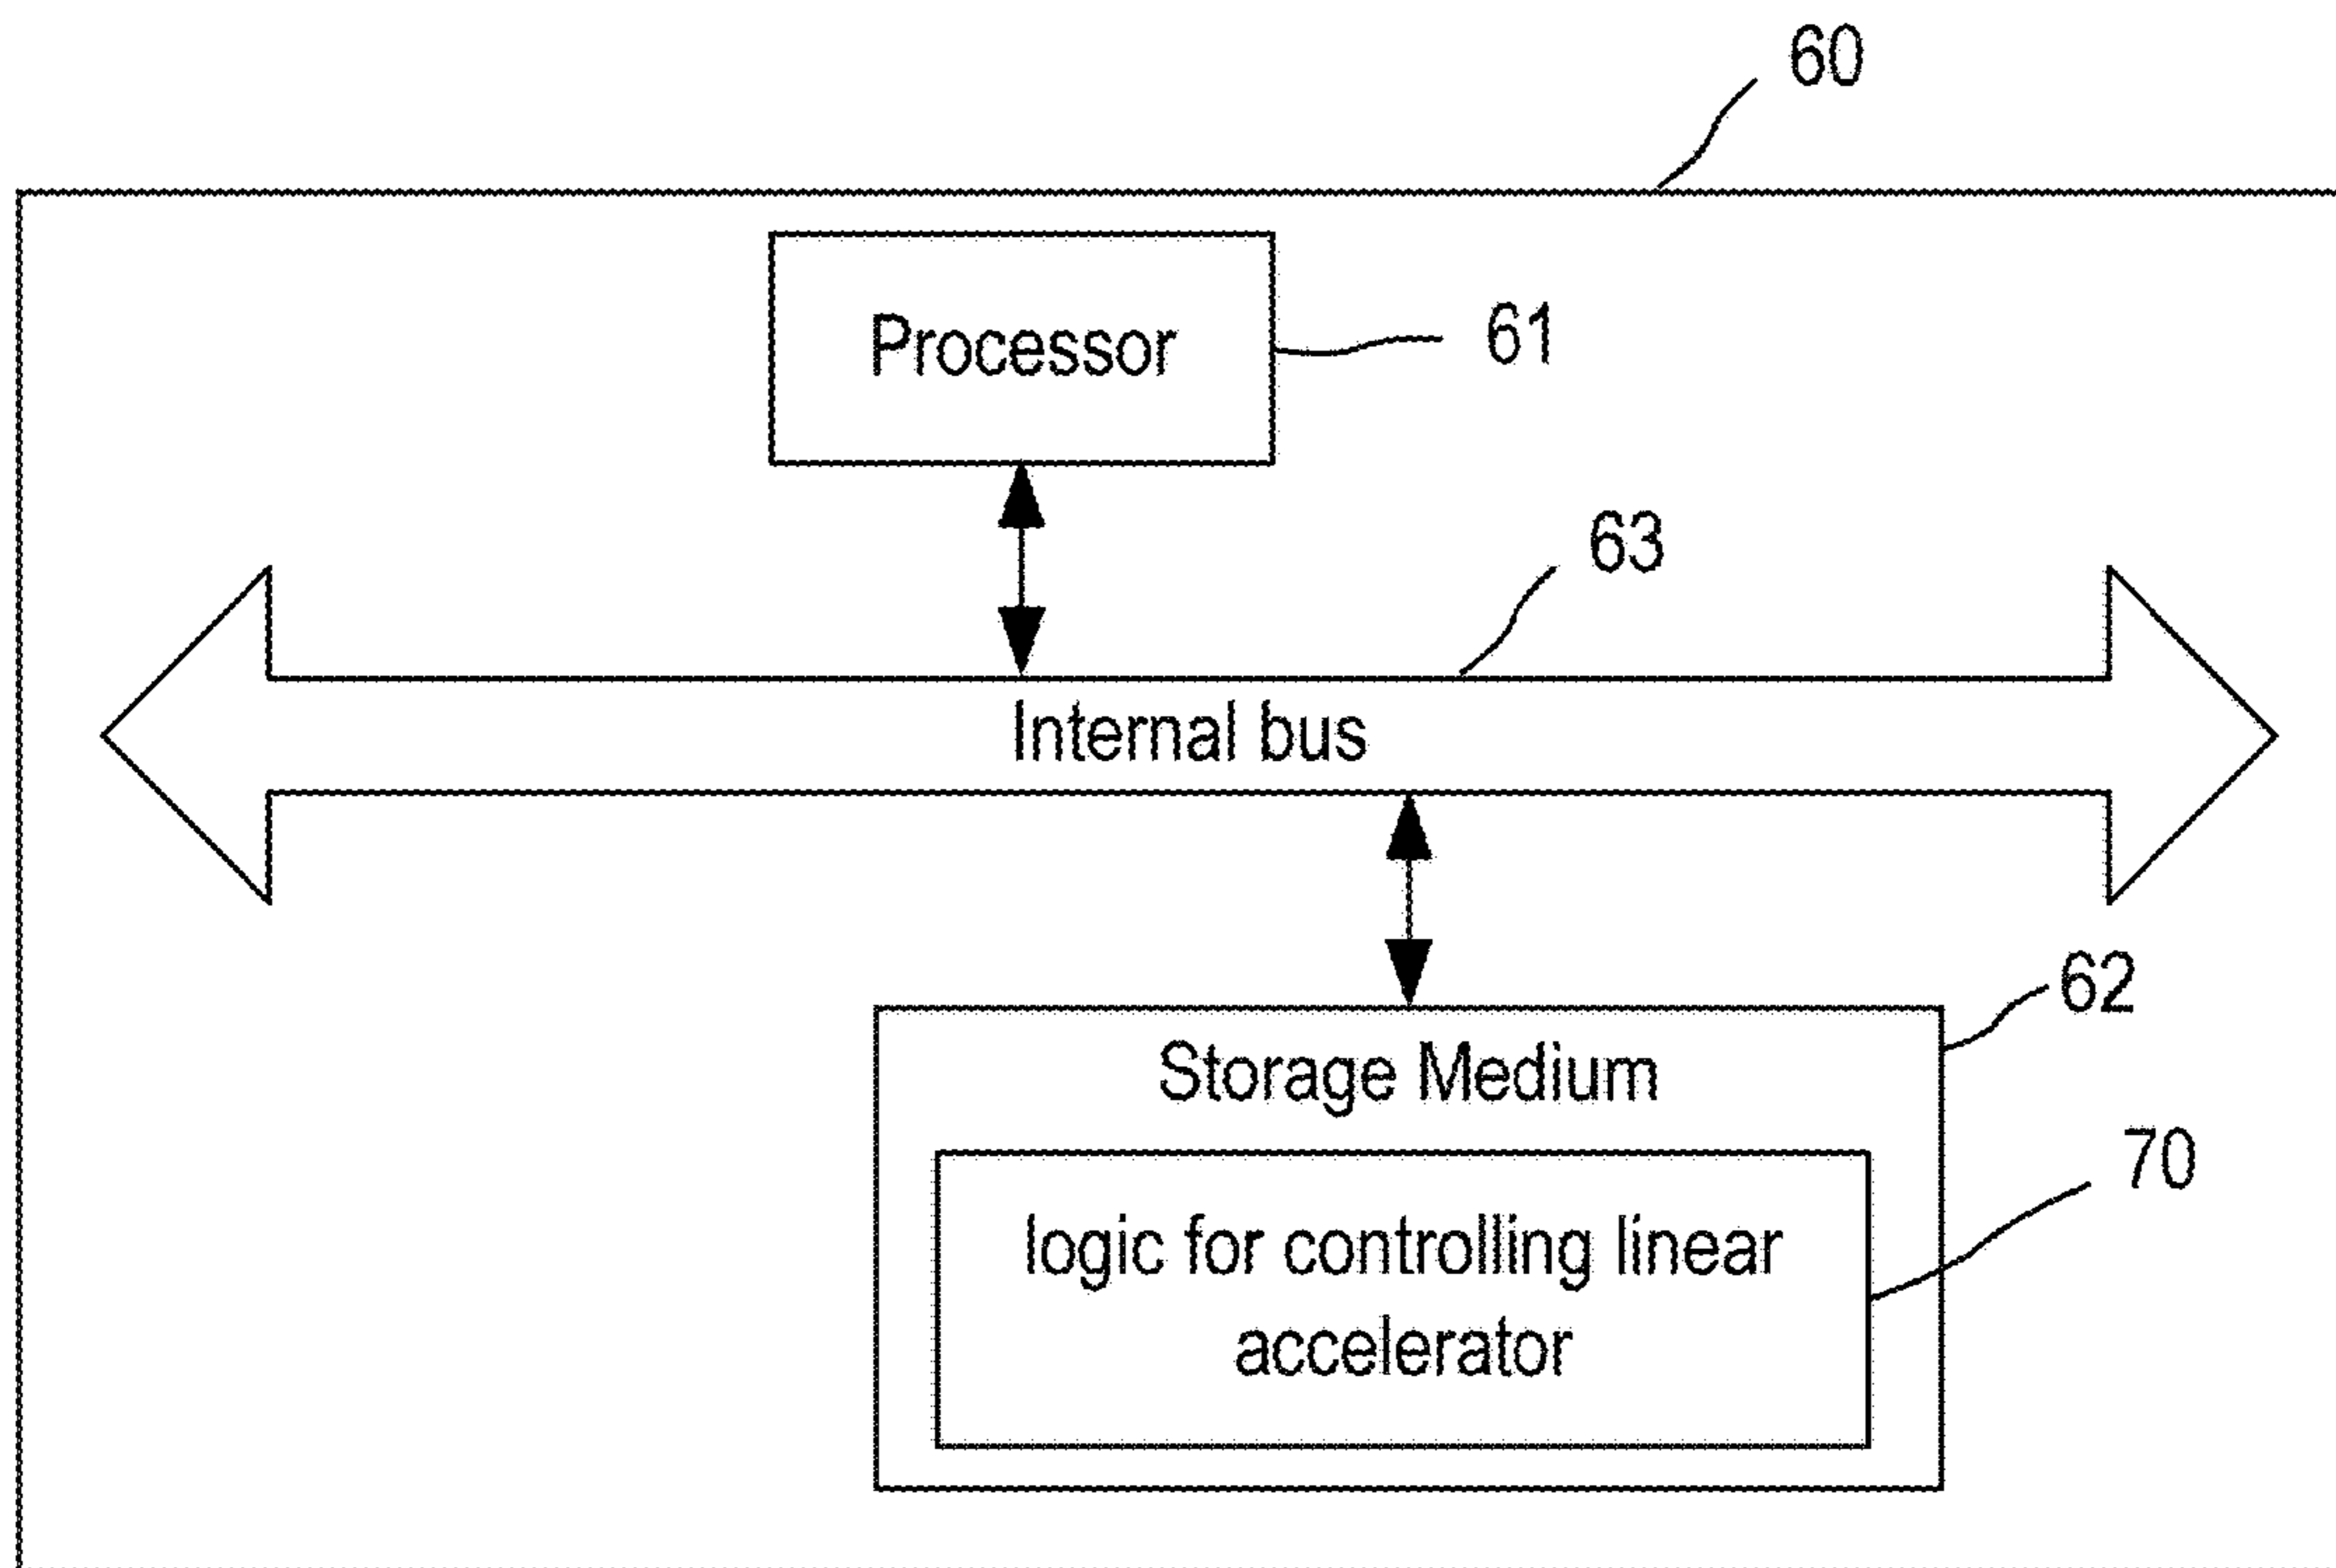 60
Processor
61
63
Internal bus
62
Storage Medium
70
logic for controlling linear
accelerator